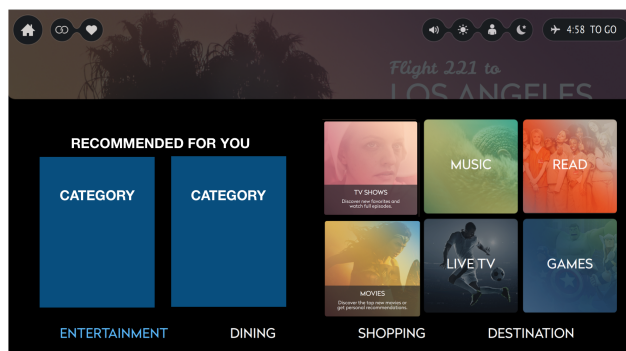 4:58 TO GO
Flight 221 to
LOS ANGELES
RECOMMENDED FOR YOU
CATEGORY
CATEGORY
TV SHOWS
Discover new favorites and
watch full episodes.
MUSIC
READ
MOVIES
Discover the top new movies or
get personal recommendations.
LIVE TV
GAMES
ENTERTAINMENT
DINING
SHOPPING
DESTINATION